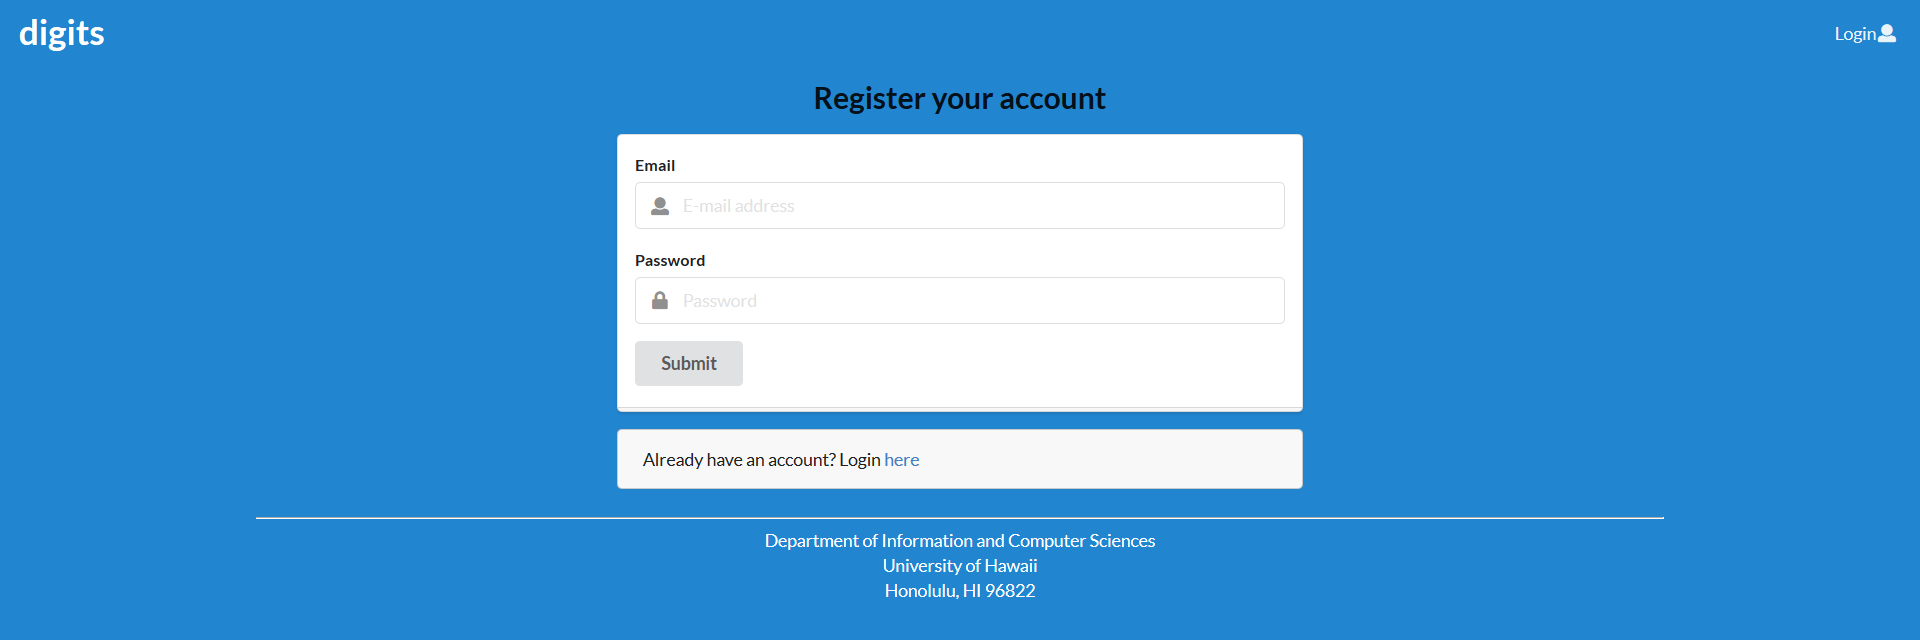 digits
Login
Register your account
Email
E-mail address
Password
Password
Submit
Already have an account? Login here
Department of Information and Computer Sciences
University of Hawaii
Honolulu, HI 96822